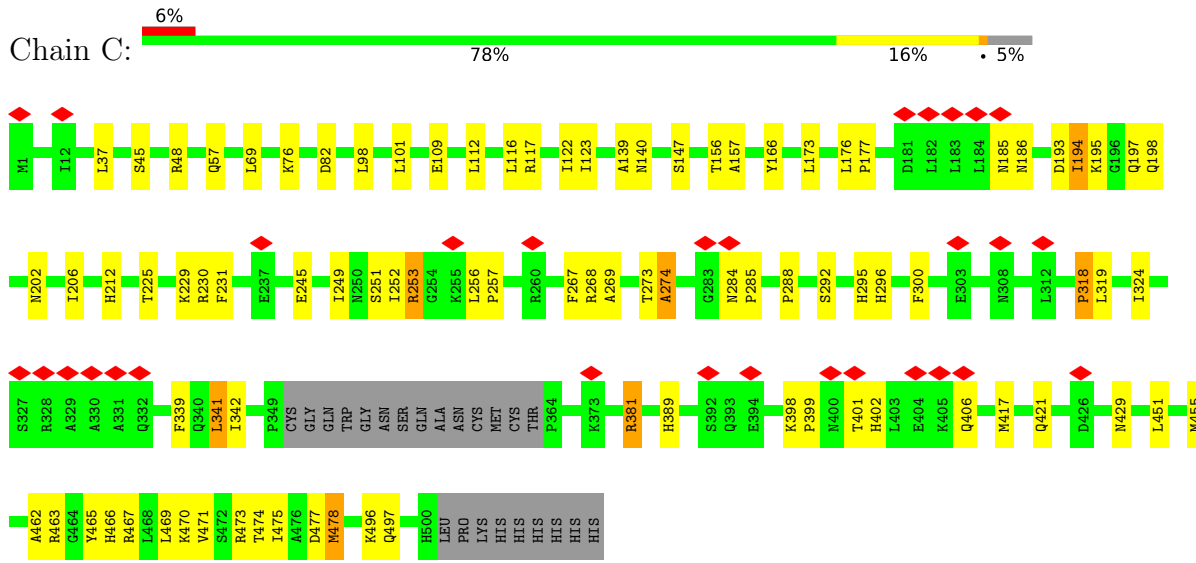 6%
Chain C:
78% 16% • 5%
M1 I12 L37 S45 R48 Q57 L69 K76 D82 L98 L101 E109 L112 L116 R117 I122 I123 A139 N140 S147 T156 A157 Y166 L173 L176 P177 D181 L182 L183 L184 N185 N186 D193 I194 K195 G196 Q197 Q198
N202 I206 H212 T225 K229 R230 F231 E237 E245 I249 N250 S251 I252 R253 G254 K255 L256 P257 R260 F267 R268 A269 T273 A274 G283 N284 P285 P288 S292 H295 H296 F300 E303 N308 L312 P318 L319 I324
S327 R328 A329 A330 A331 Q332 F339 Q340 L341 I342 P349 CYS GLY GLN TRP GLY ASN SER GLN ALA ASN CYS MET CYS THR P364 K373 R381 H389 S392 Q393 E394 K398 P399 N400 T401 H402 L403 E404 K405 Q406 M417 Q421 D426 N429 L451 M455
A462 R463 G464 Y465 H466 R467 L468 L469 K470 V471 S472 R473 T474 I475 A476 D477 M478 K496 Q497 H500 LEU PRO LYS HIS HIS HIS HIS HIS HIS